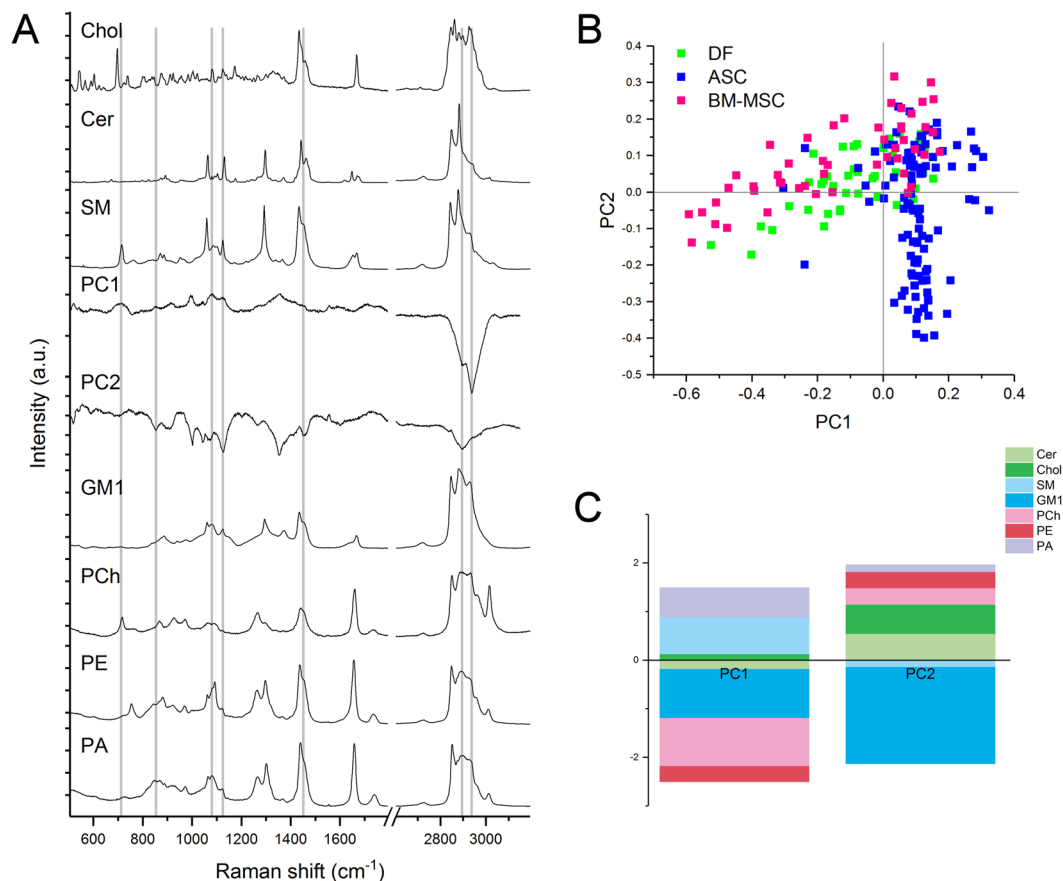 A
Chol
Cer
SM
PC1
PC2
GM1
PCh
PE
PA
Intensity (a.u.)
600 800 1000 1200 1400 1600 2800 3000
Raman shift (cm⁻¹)
B
DF
ASC
BM-MSC
0.4
0.3
0.2
0.1
0.0
-0.1
-0.2
-0.3
-0.4
-0.5
PC2
-0.6 -0.4 -0.2 0.0 0.2 0.4
PC1
C
Cer
Chol
SM
GM1
PCh
PE
PA
2
0
-2
PC1 PC2